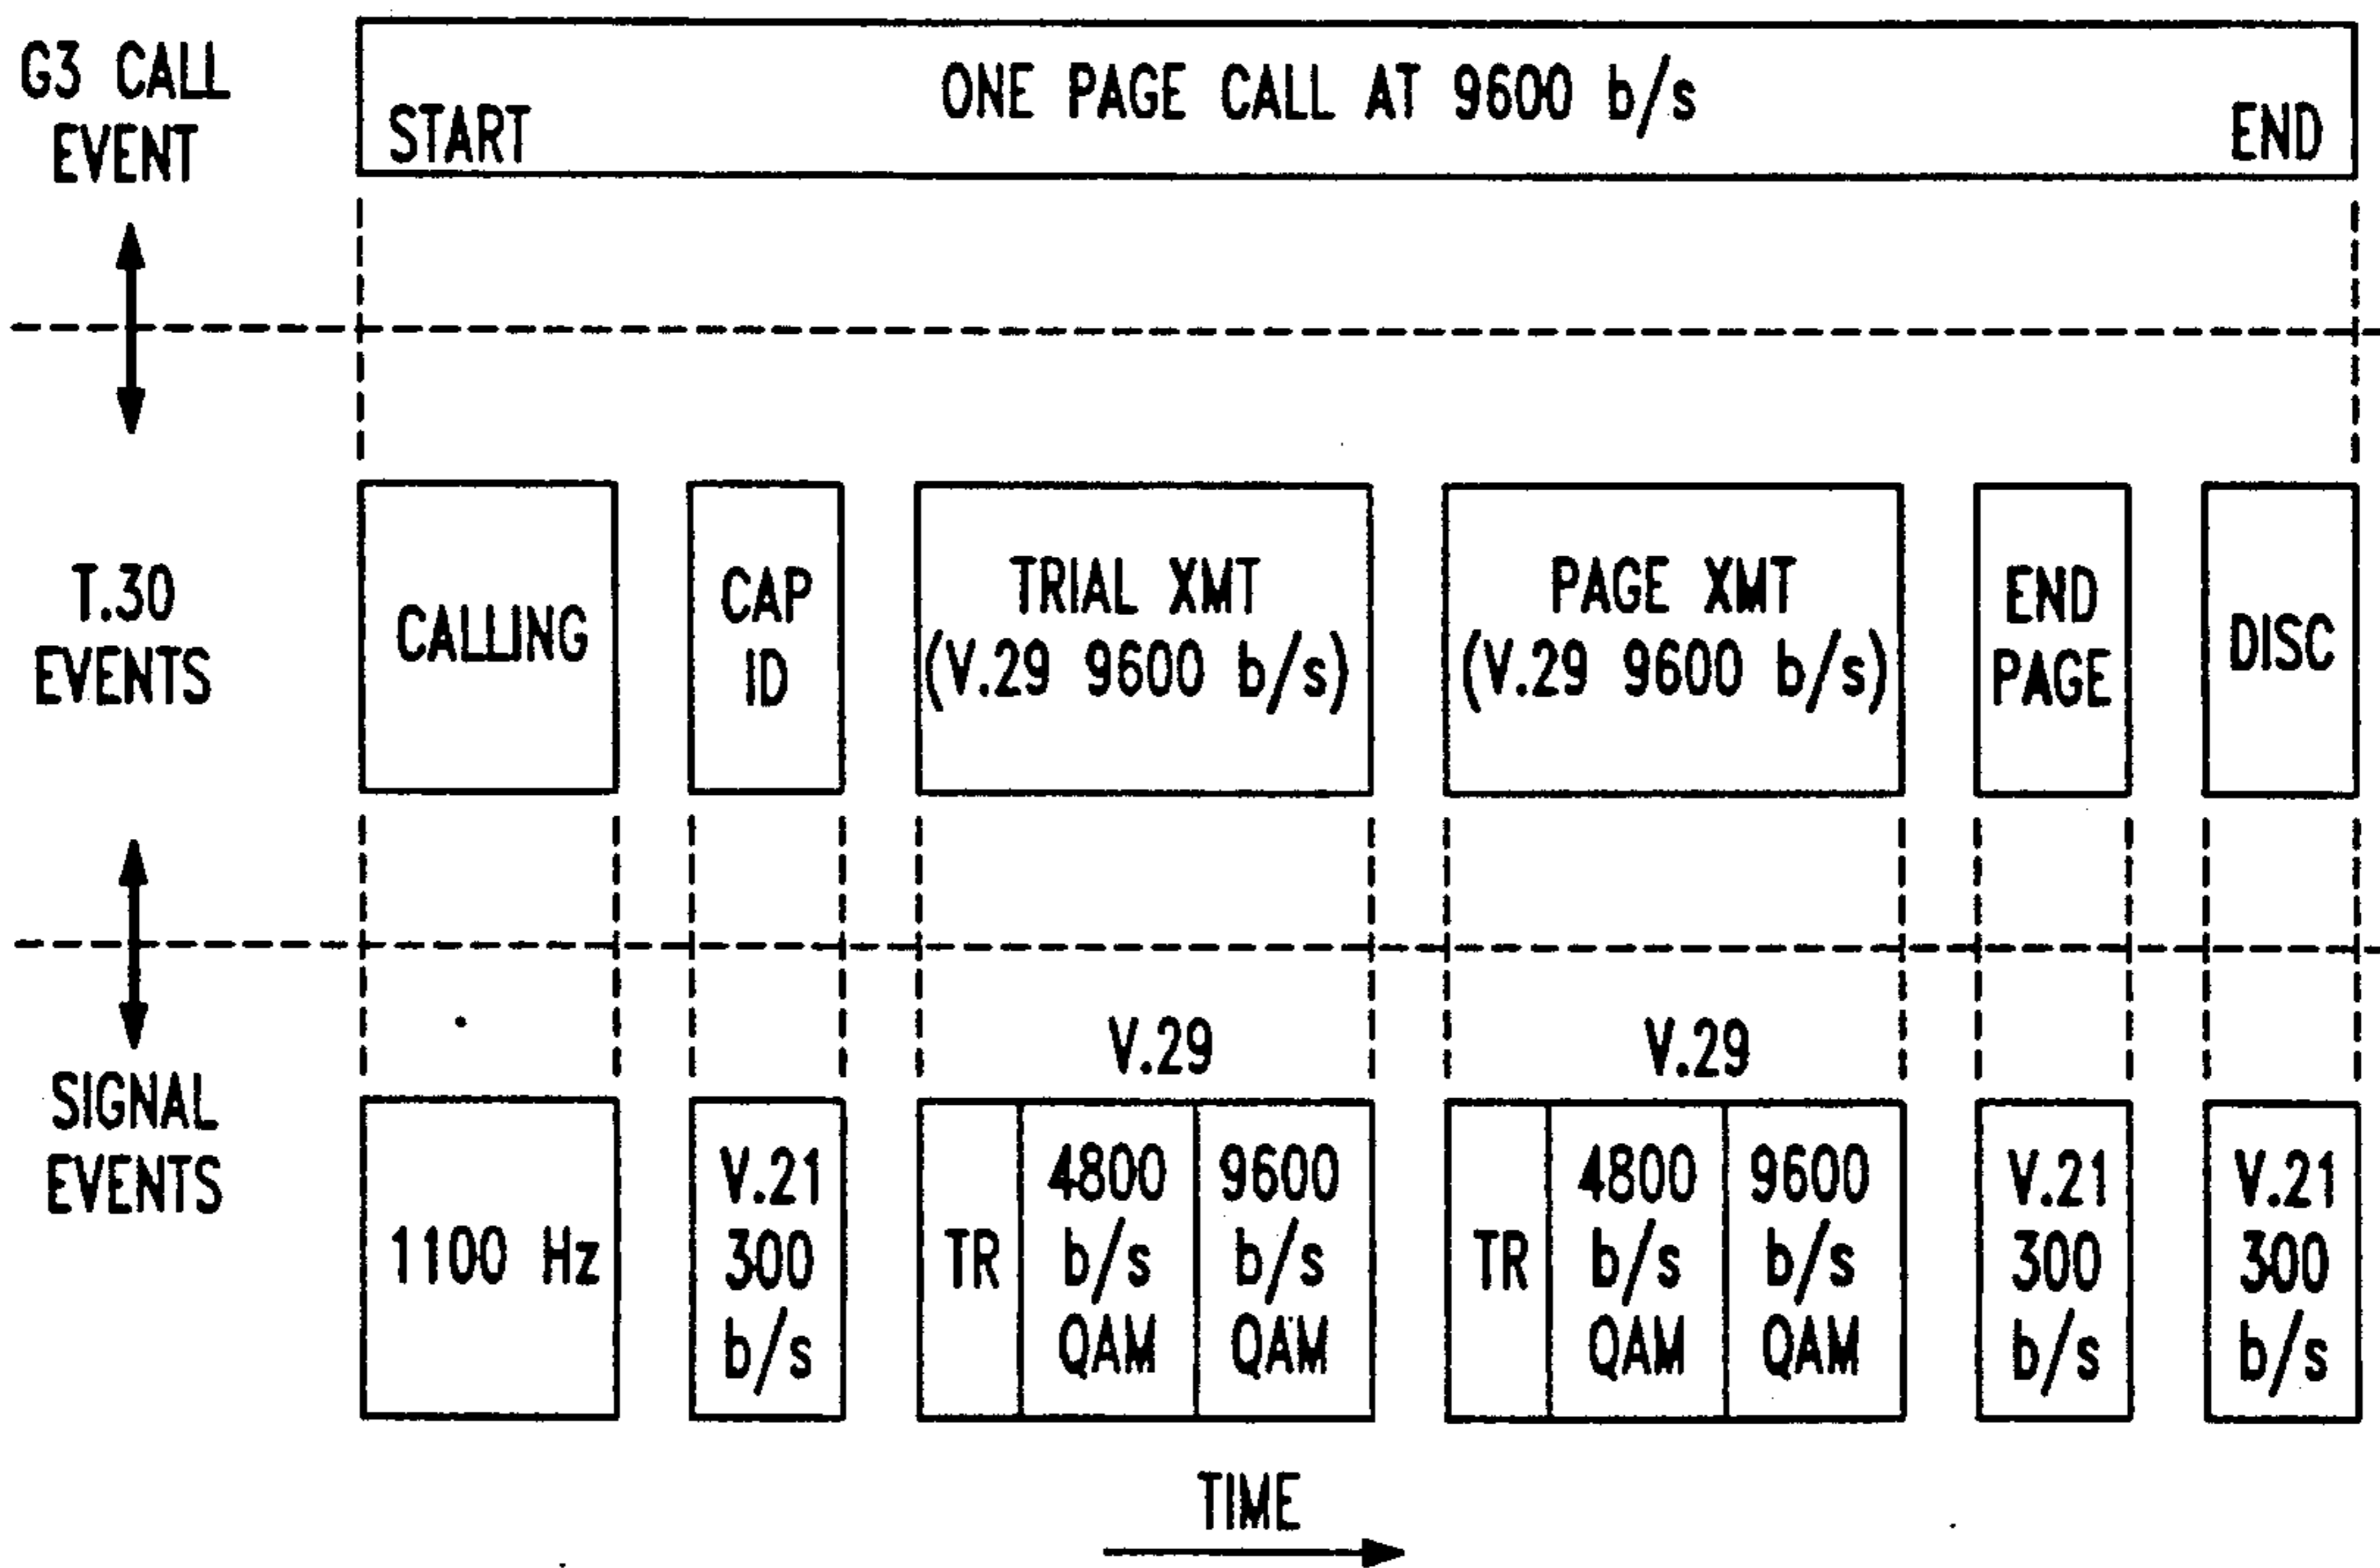 G3 CALL
EVENT
ONE PAGE CALL AT 9600 b/s
START
END
T.30
EVENTS
CALLING
CAP
ID
TRIAL XMT
(V.29 9600 b/s)
PAGE XMT
(V.29 9600 b/s)
END
PAGE
DISC
SIGNAL
EVENTS
1100 Hz
V.21
300
b/s
V.29
TR
4800
b/s
QAM
9600
b/s
QAM
V.29
TR
4800
b/s
QAM
9600
b/s
QAM
V.21
300
b/s
V.21
300
b/s
TIME